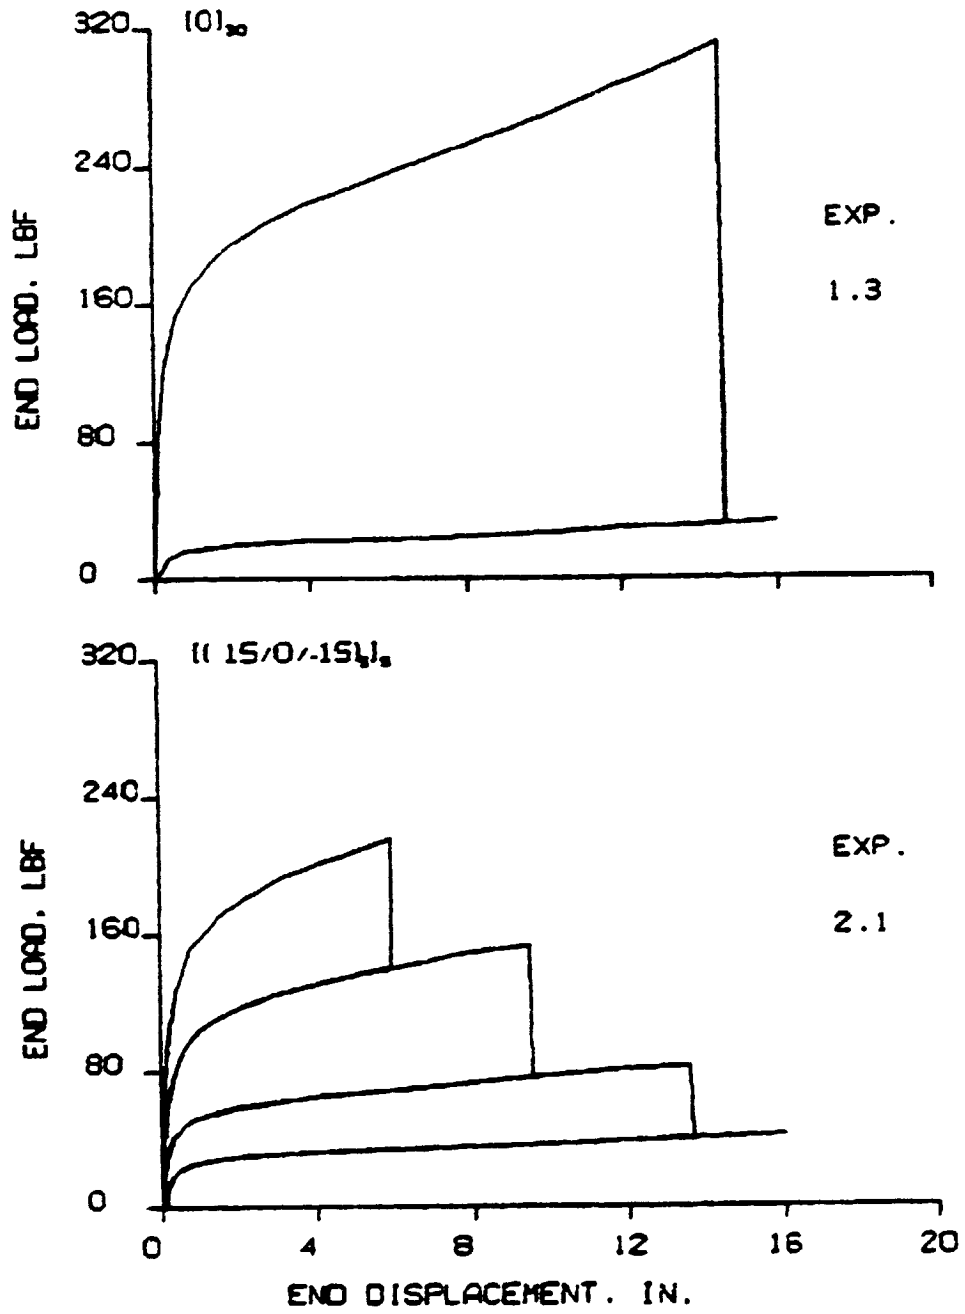 320
[0]₃₀
240
160
80
0
END LOAD, LBF
EXP.
1.3
320
[( 15/0/-15)₅]ₛ
240
160
80
0
END LOAD, LBF
EXP.
2.1
0 4 8 12 16 20
END DISPLACEMENT. IN.